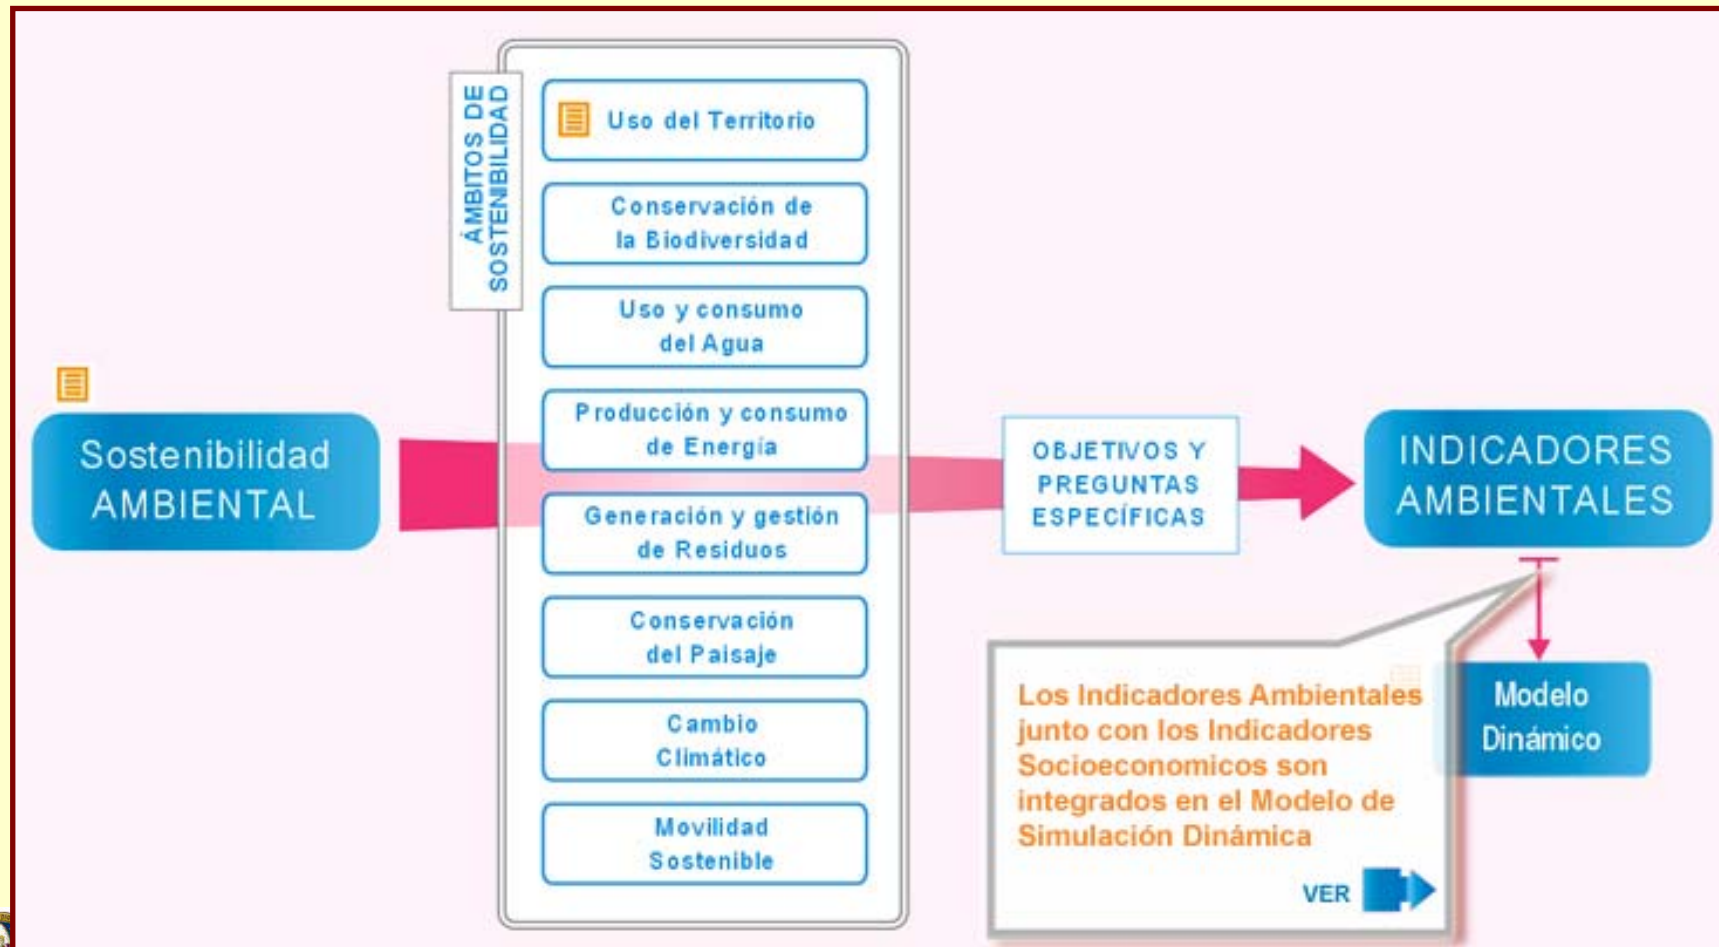 Sostenibilidad
AMBIENTAL
ÁMBITOS DE
SOSTENIBILIDAD
Uso del Territorio
Conservación de
la Biodiversidad
Uso y consumo
del Agua
Producción y consumo
de Energía
Generación y gestión
de Residuos
Conservación
del Paisaje
Cambio
Climático
Movilidad
Sostenible
OBJETIVOS Y
PREGUNTAS
ESPECÍFICAS
INDICADORES
AMBIENTALES
Modelo
Dinámico
Los Indicadores Ambientales
junto con los Indicadores
Socioeconomicos son
integrados en el Modelo de
Simulación Dinámica
VER